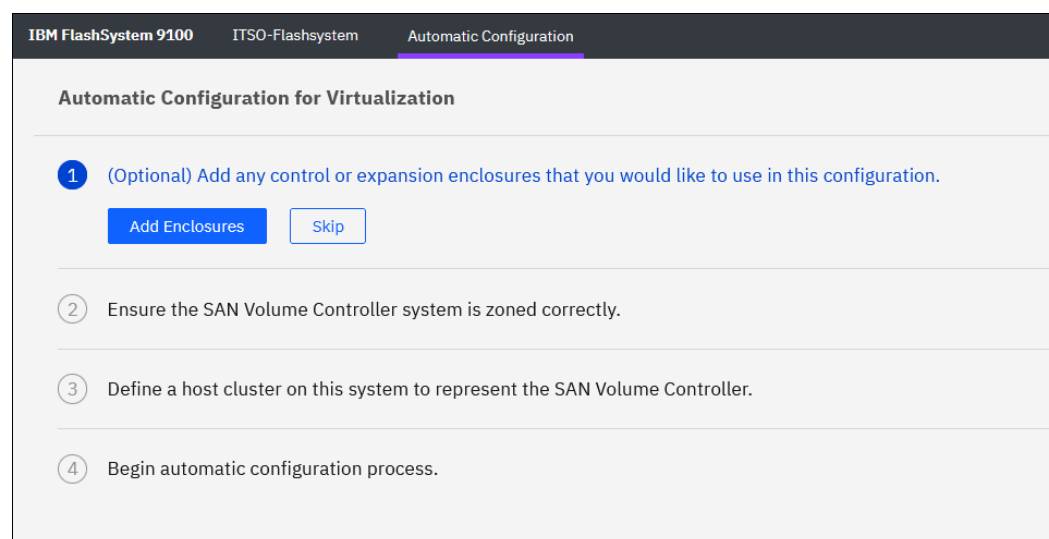 IBM FlashSystem 9100 ITSO-Flashsystem Automatic Configuration
Automatic Configuration for Virtualization
1 (Optional) Add any control or expansion enclosures that you would like to use in this configuration.
Add Enclosures Skip
2 Ensure the SAN Volume Controller system is zoned correctly.
3 Define a host cluster on this system to represent the SAN Volume Controller.
4 Begin automatic configuration process.